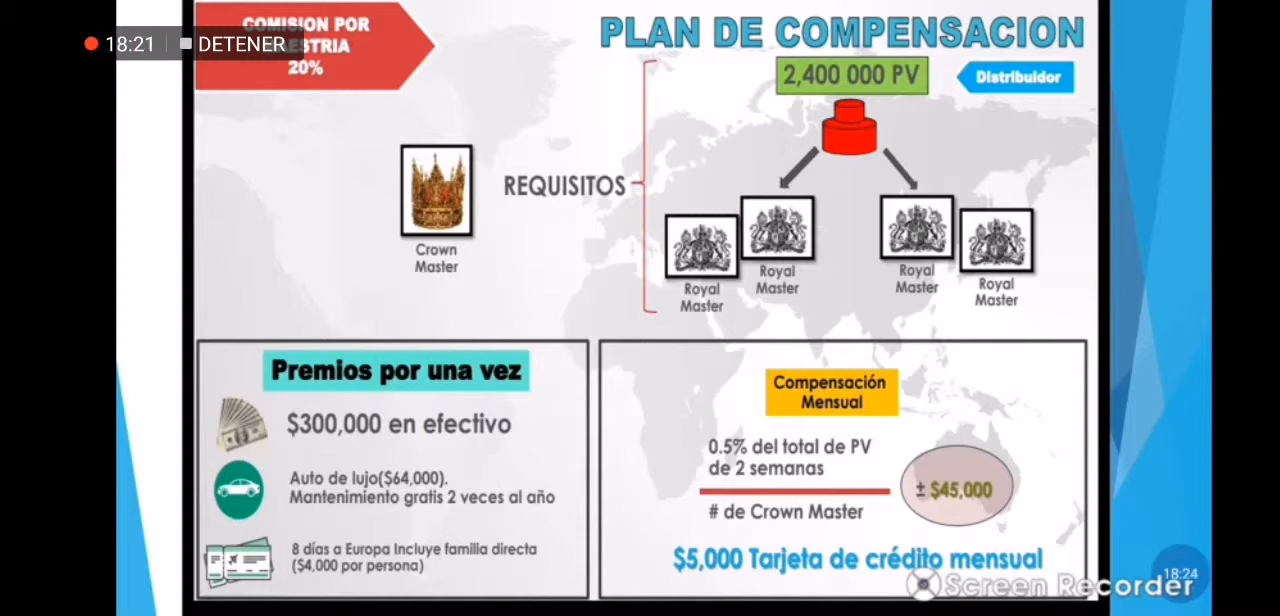 COMISION POR
18:21
DETENER
ESTRIA
20%
PLAN DE COMPENSACION
2,400 000 PV
Distribuidor
REQUISITOS
Crown
Master
Royal
Master
Royal
Master
Royal
Master
Royal
Master
Premios por una vez
$300,000 en efectivo
Auto de lujo($64,000).
Mantenimiento gratis 2 veces al año
8 días a Europa Incluye familia directa
($4,000 por persona)
Compensación
Mensual
0.5% del total de PV
de 2 semanas
# de Crown Master
± $45,000
$5,000 Tarjeta de crédito mensual
Screen Recorder
18:24